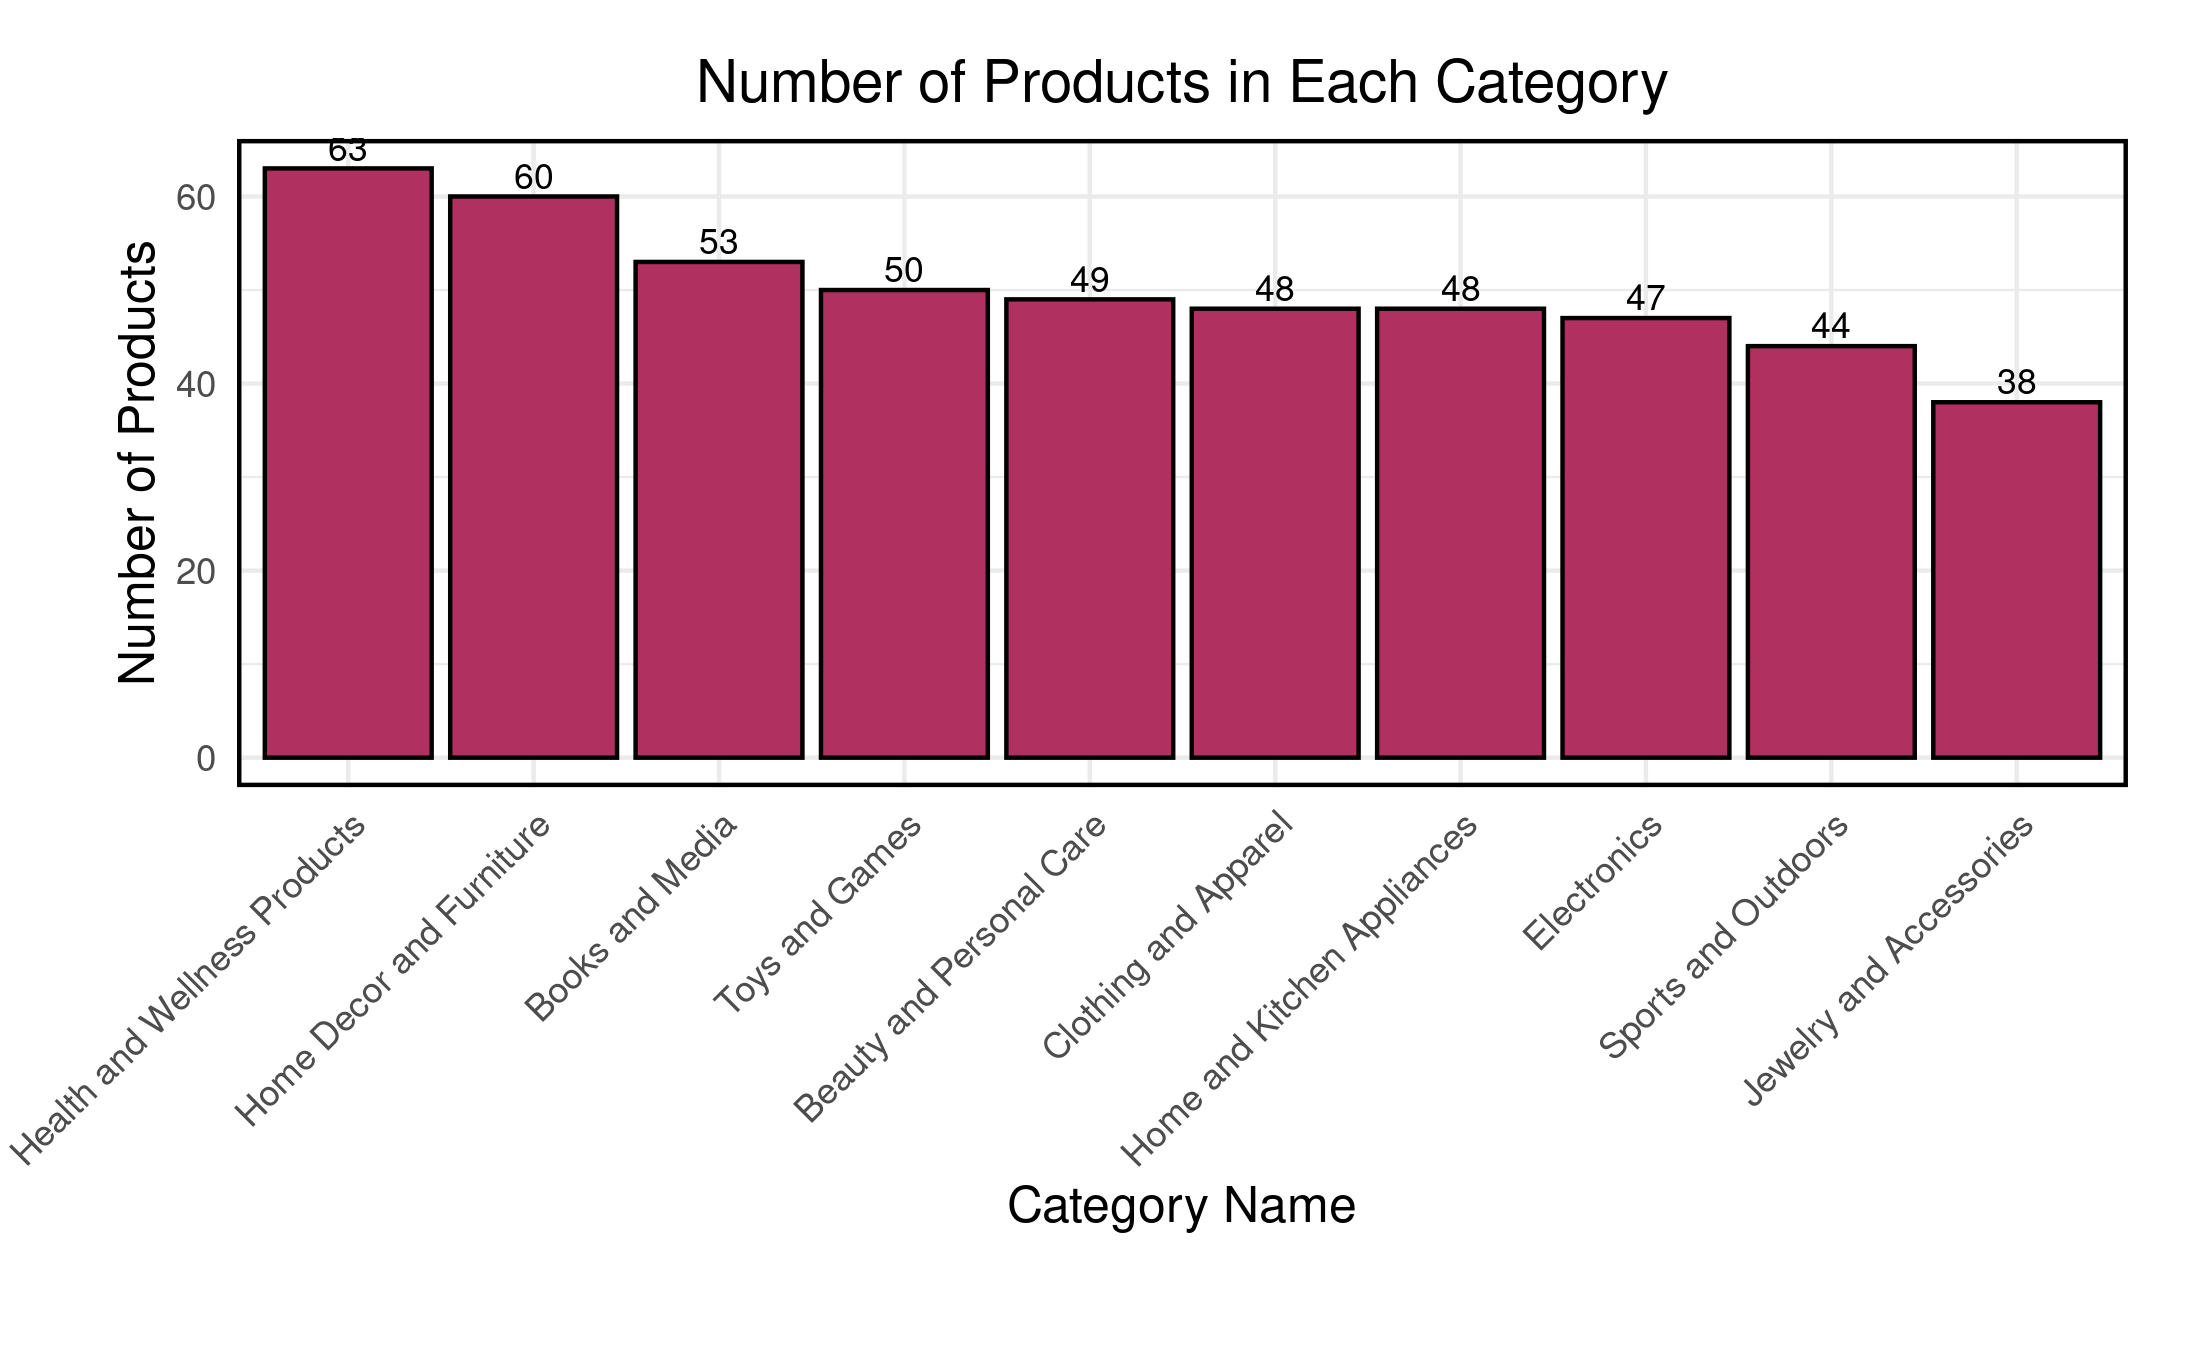 Number of Products in Each Category
Number of Products
60
40
20
0
63
60
53
50
49
48
48
47
44
38
Health and Wellness Products
Home Decor and Furniture
Books and Media
Toys and Games
Beauty and Personal Care
Clothing and Apparel
Home and Kitchen Appliances
Electronics
Sports and Outdoors
Jewelry and Accessories
Category Name